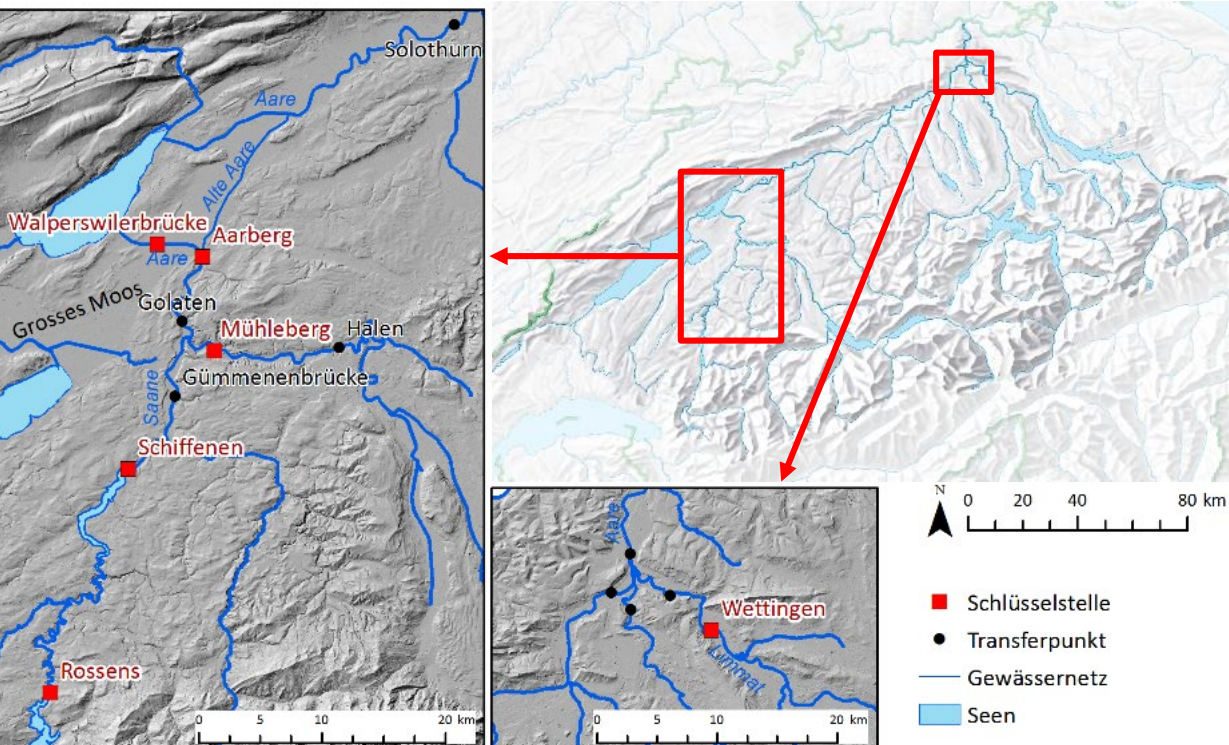 Solothurn
Aare
Alte Aare
Walperswilerbrücke
Aarberg
Aare
Golaten
Grosses Moos
Mühleberg
Halen
Gümmenenbrücke
Saane
Schiffenen
Rossens
0 5 10 20 km
Aare
Wettingen
Limmat
0 5 10 20 km
N
0 20 40 80 km
Schlüsselstelle
Transferpunkt
Gewässernetz
Seen